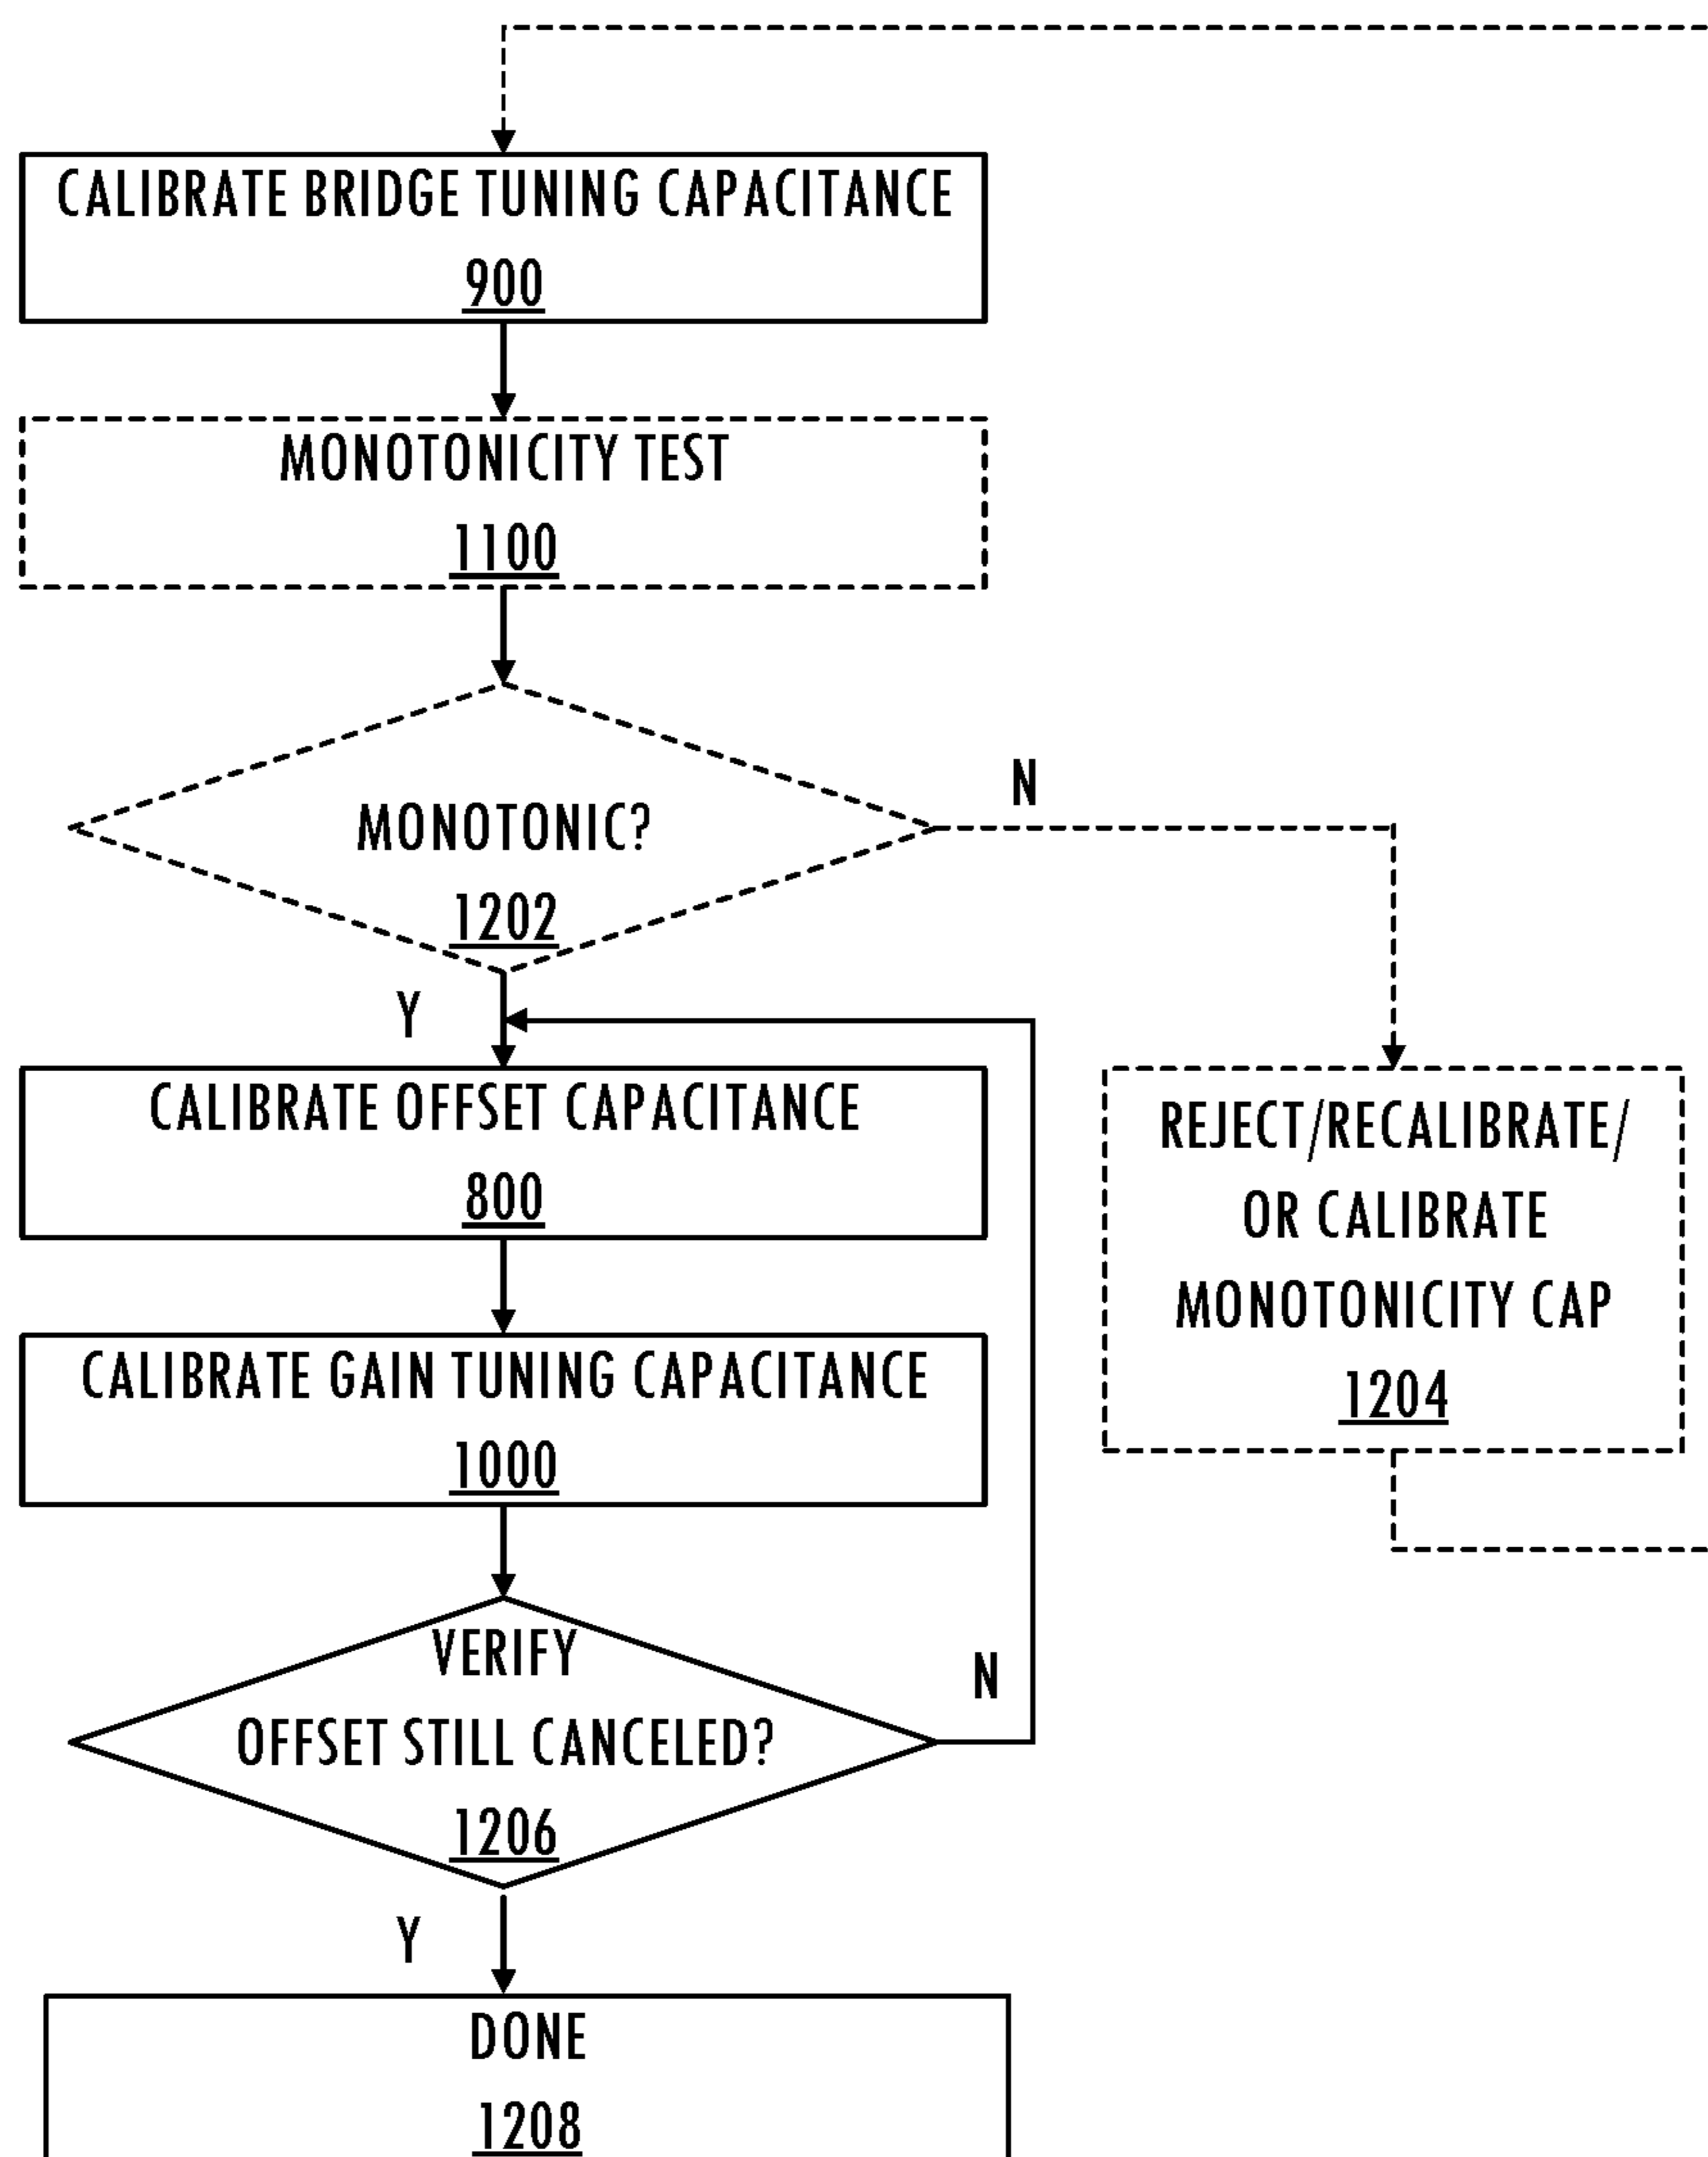 CALIBRATE BRIDGE TUNING CAPACITANCE
900
MONOTONICITY TEST
1100
MONOTONIC?
1202
N
Y
CALIBRATE OFFSET CAPACITANCE
800
CALIBRATE GAIN TUNING CAPACITANCE
1000
REJECT/RECALIBRATE/
OR CALIBRATE
MONOTONICITY CAP
1204
VERIFY
OFFSET STILL CANCELED?
1206
N
Y
DONE
1208